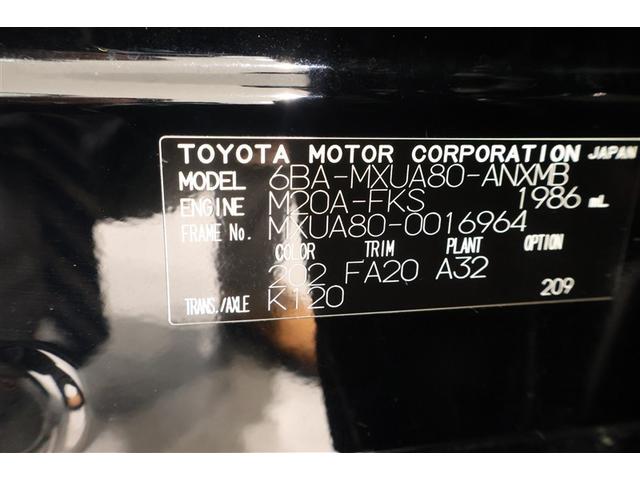 TOYOTA MOTOR CORPORATION JAPAN
MODEL 6BA-MXUA80-ANXMB
ENGINE M20A-FKS 1986 mL
FRAME No. MXUA80-0016964
COLOR TRIM PLANT OPTION
202 FA20 A32
TRANS./AXLE K120 209